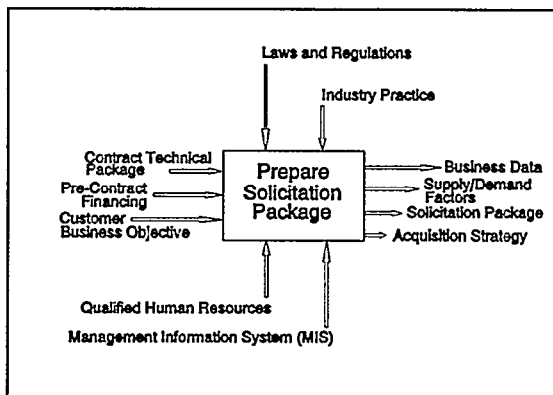 Laws and Regulations
Industry Practice
Contract Technical
Package
Pre-Contract
Financing
Customer
Business Objective
Prepare
Solicitation
Package
Business Data
Supply/Demand
Factors
Solicitation Package
Acquisition Strategy
Qualified Human Resources
Management Information System (MIS)